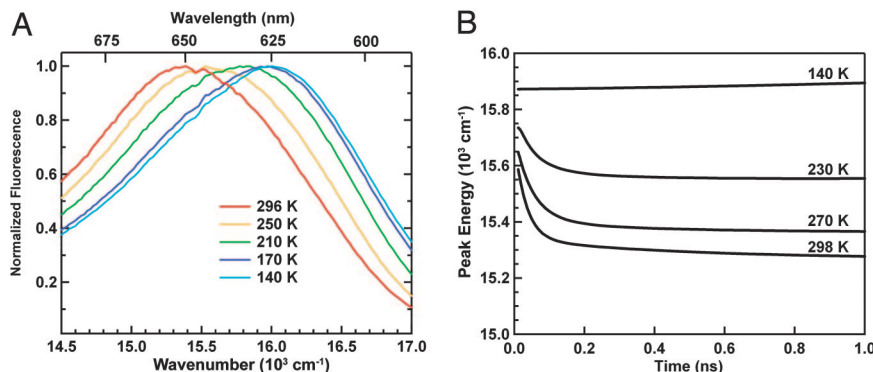 A
Wavelength (nm)
675 650 625 600
Normalized Fluorescence
1.0
0.8
0.6
0.4
0.2
296 K
250 K
210 K
170 K
140 K
14.5 15.0 15.5 16.0 16.5 17.0
Wavenumber (10³ cm⁻¹)
B
Peak Energy (10³ cm⁻¹)
16.0
15.8
15.6
15.4
15.2
15.0
140 K
230 K
270 K
298 K
0.0 0.2 0.4 0.6 0.8 1.0
Time (ns)